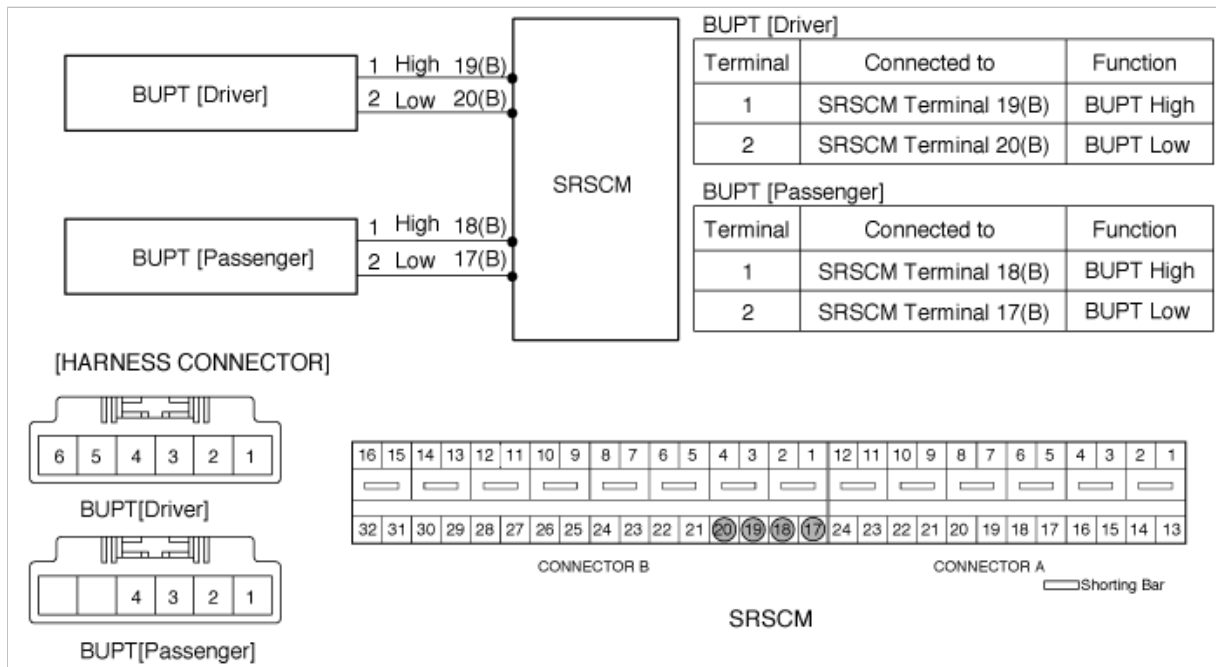 BUPT [Driver]
1 High 19(B)
2 Low 20(B)
BUPT [Passenger]
1 High 18(B)
2 Low 17(B)
SRSCM
BUPT [Driver]
Terminal Connected to Function
1 SRSCM Terminal 19(B) BUPT High
2 SRSCM Terminal 20(B) BUPT Low
BUPT [Passenger]
Terminal Connected to Function
1 SRSCM Terminal 18(B) BUPT High
2 SRSCM Terminal 17(B) BUPT Low
[HARNESS CONNECTOR]
6 5 4 3 2 1
BUPT[Driver]
4 3 2 1
BUPT[Passenger]
16 15 14 13 12 11 10 9 8 7 6 5 4 3 2 1 12 11 10 9 8 7 6 5 4 3 2 1
32 31 30 29 28 27 26 25 24 23 22 21 20 19 18 17 24 23 22 21 20 19 18 17 16 15 14 13
CONNECTOR B CONNECTOR A
Shorting Bar
SRSCM